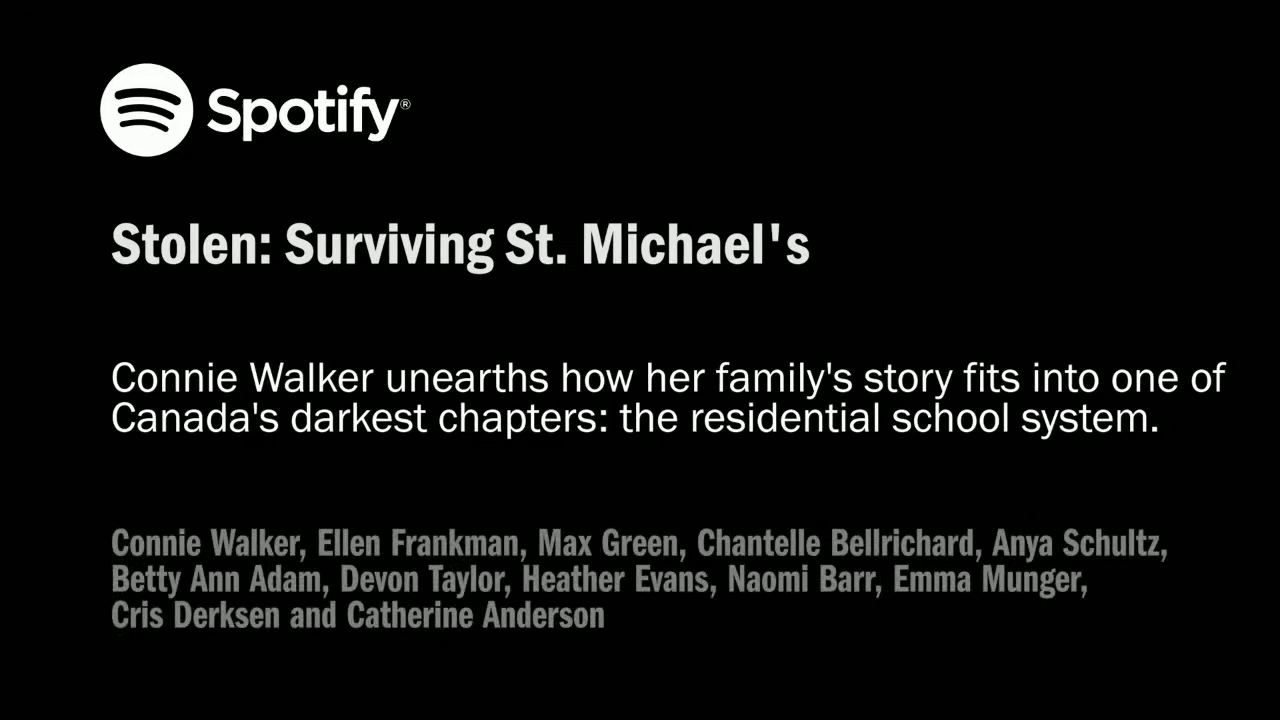 Spotify®
Stolen: Surviving St. Michael's
Connie Walker unearths how her family's story fits into one of
Canada's darkest chapters: the residential school system.
Connie Walker, Ellen Frankman, Max Green, Chantelle Bellrichard, Anya Schultz,
Betty Ann Adam, Devon Taylor, Heather Evans, Naomi Barr, Emma Munger,
Cris Derksen and Catherine Anderson